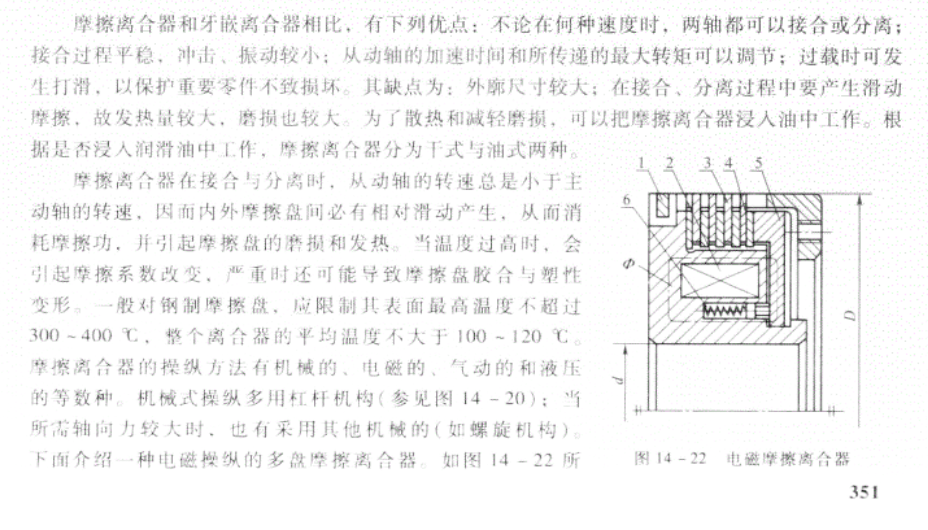 摩擦离合器和牙嵌离合器相比，有下列优点：不论在何种速度时，两轴都可以接合或分离；
接合过程平稳，冲击、振动较小；从动轴的加速时间和所传递的最大转矩可以调节；过载时可发
生打滑，以保护重要零件不致损坏。其缺点为：外廓尺寸较大；在接合、分离过程中要产生滑动
摩擦，故发热量较大，磨损也较大。为了散热和减轻磨损，可以把摩擦离合器浸入油中工作。根
据是否浸入润滑油中工作，摩擦离合器分为干式与油式两种。
摩擦离合器在接合与分离时，从动轴的转速总是小于主
动轴的转速，因而内外摩擦盘间必有相对滑动产生，从而消
耗摩擦功，并引起摩擦盘的磨损和发热。当温度过高时，会
引起摩擦系数改变，严重时还可能导致摩擦盘胶合与塑性
变形。一般对钢制摩擦盘，应限制其表面最高温度不超过
300～400 ℃，整个离合器的平均温度不大于 100～120 ℃。
摩擦离合器的操纵方法有机械的、电磁的、气动的和液压
的等数种。机械式操纵多用杠杆机构（参见图 14－20）；当
所需轴向力较大时，也有采用其他机械的（如螺旋机构）。
下面介绍一种电磁操纵的多盘摩擦离合器。如图 14－22 所
1 2 3 4 5
6
Φ
D
d
图 14－22 电磁摩擦离合器
351